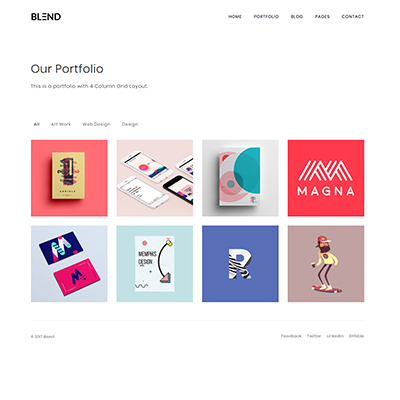 BLEND
HOME PORTFOLIO BLOG PAGES CONTACT
Our Portfolio
This is a portfolio with 4 Column Grid Layout.
All Art Work Web Design Design
MAGNA
MEMPHIS
DESIGN
M.
R
© 2017 Blend
Facebook Twitter LinkedIn Dribble